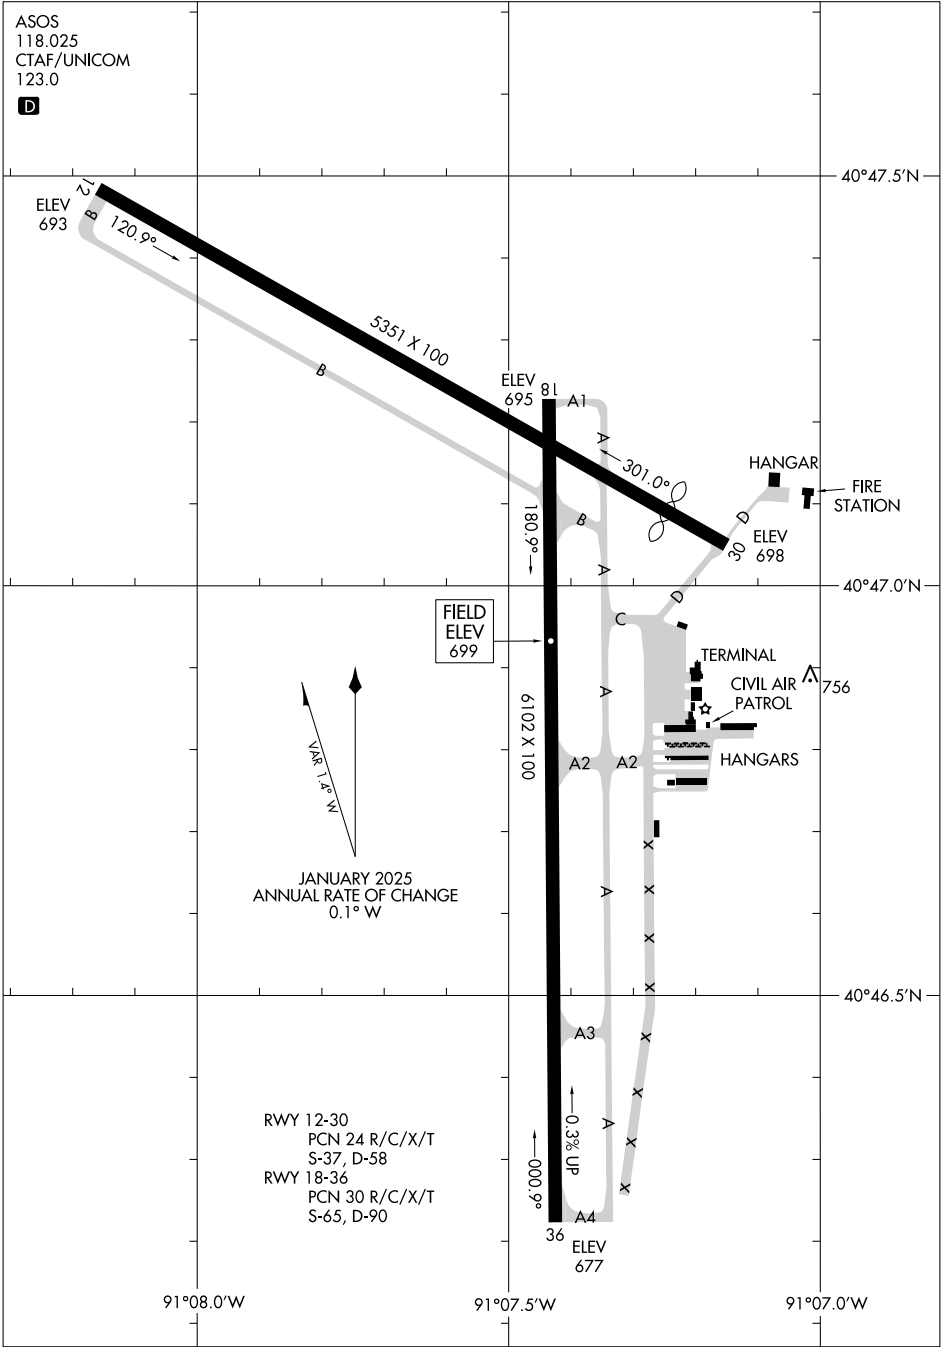 ASOS
118.025
CTAF/UNICOM
123.0
D
40°47.5'N
12
ELEV
693
B
120.9°
5351 X 100
B
ELEV
695
18
A1
A
301.0°
HANGAR
FIRE
STATION
D
B
180.9°
30
ELEV
698
A
40°47.0'N
D
C
FIELD
ELEV
699
TERMINAL
A
CIVIL AIR
PATROL
756
6102 X 100
VAR 1.4° W
A2
A2
HANGARS
X
JANUARY 2025
ANNUAL RATE OF CHANGE
0.1° W
A
X
X
X
40°46.5'N
A3
X
X
RWY 12-30
PCN 24 R/C/X/T
S-37, D-58
RWY 18-36
PCN 30 R/C/X/T
S-65, D-90
0.3% UP
A
X
000.9°
X
A4
36
ELEV
677
91°08.0'W
91°07.5'W
91°07.0'W